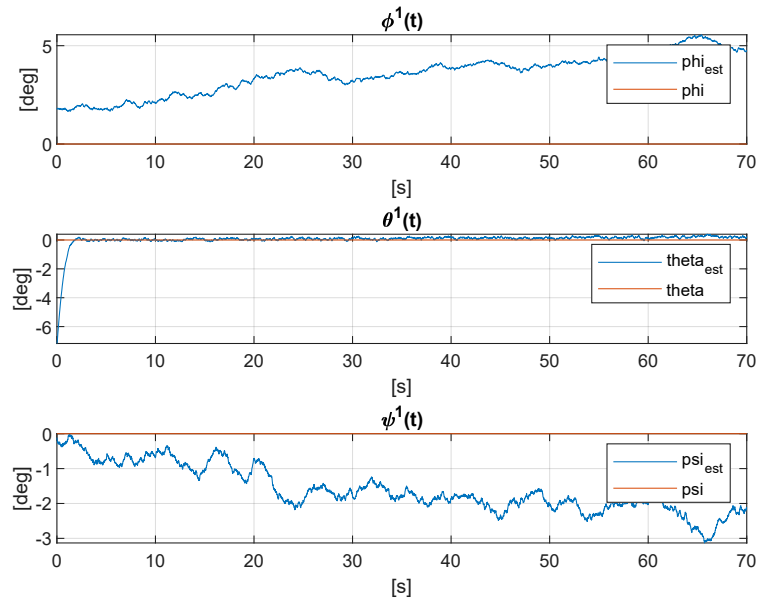 ϕ¹(t)
[deg]
5
0
phi_est
phi
0 10 20 30 40 50 60 70
[s]
θ¹(t)
[deg]
0
-2
-4
-6
theta_est
theta
0 10 20 30 40 50 60 70
[s]
ψ¹(t)
[deg]
0
-1
-2
-3
psi_est
psi
0 10 20 30 40 50 60 70
[s]